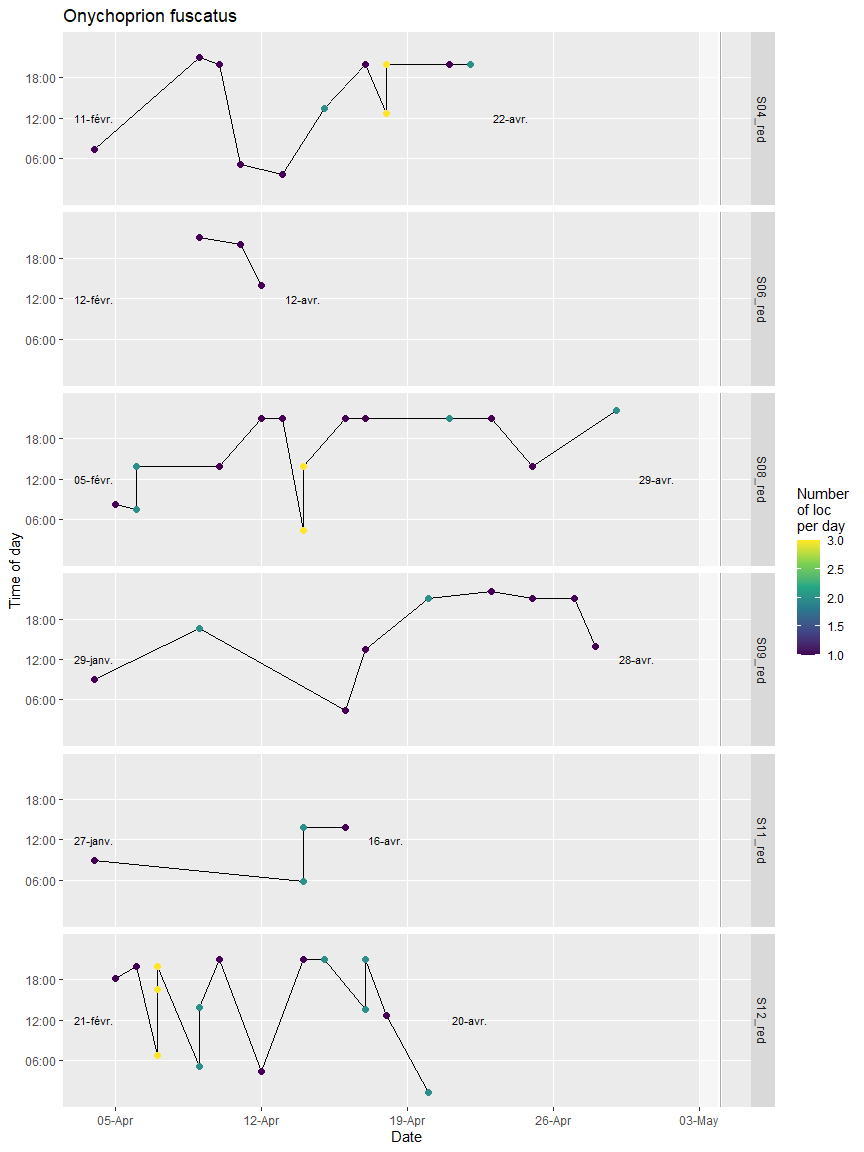 Onychoprion fuscatus
18:00
12:00
06:00
11-févr.
22-avr.
S04_red
18:00
12:00
06:00
12-févr.
12-avr.
S06_red
18:00
12:00
06:00
05-févr.
29-avr.
S08_red
18:00
12:00
06:00
29-janv.
28-avr.
S09_red
18:00
12:00
06:00
27-janv.
16-avr.
S11_red
18:00
12:00
06:00
21-févr.
20-avr.
S12_red
Time of day
05-Apr
12-Apr
19-Apr
26-Apr
03-May
Date
Number
of loc
per day
3.0
2.5
2.0
1.5
1.0